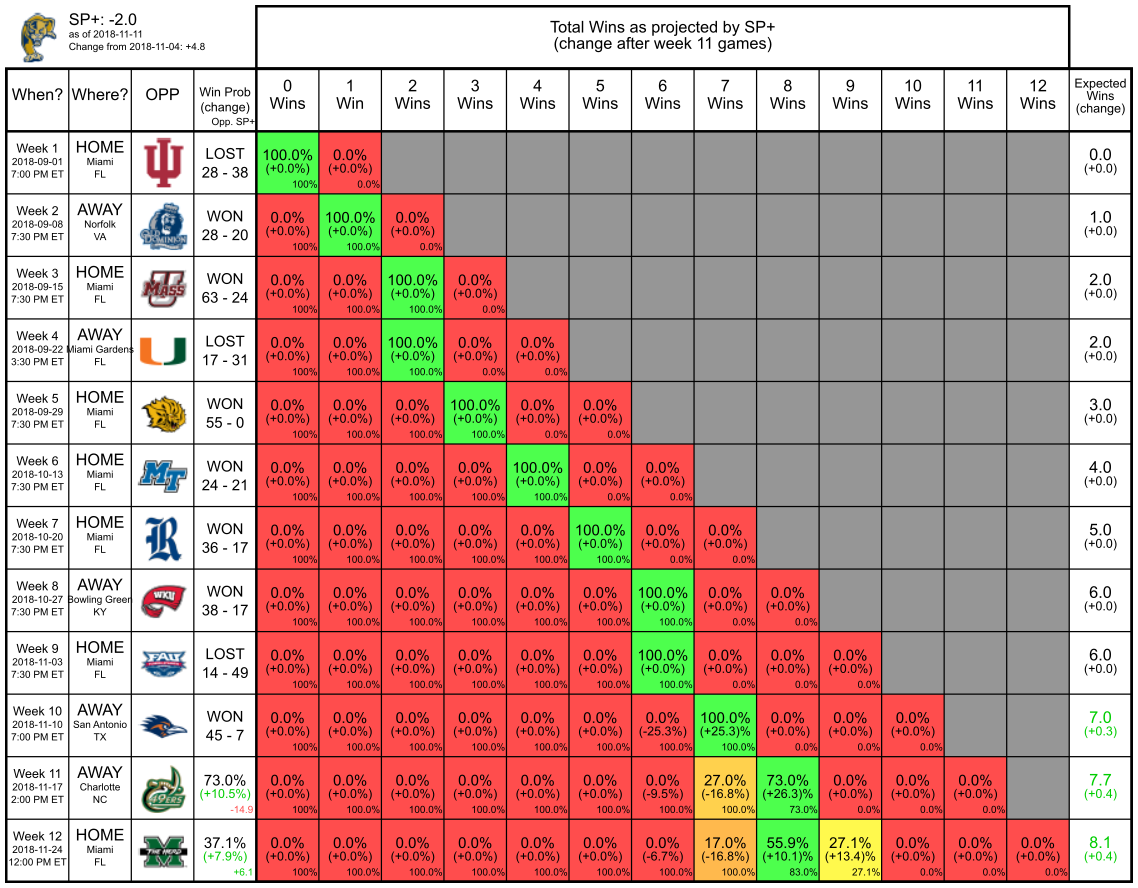 SP+: -2.0
as of 2018-11-11
Change from 2018-11-04: +4.8
Total Wins as projected by SP+
(change after week 11 games)
When? Where? OPP Win Prob (change) Opp. SP+ 0 Wins 1 Win 2 Wins 3 Wins 4 Wins 5 Wins 6 Wins 7 Wins 8 Wins 9 Wins 10 Wins 11 Wins 12 Wins Expected Wins (change)
Week 1 HOME LOST 100.0% 0.0% 0.0
2018-09-01 Miami (+0.0%) (+0.0%) (+0.0)
7:00 PM ET FL 28 - 38 100% 0.0%
Week 2 AWAY WON 0.0% 100.0% 0.0% 1.0
2018-09-08 Norfolk OLD DOMINION (+0.0%) (+0.0%) (+0.0%) (+0.0)
7:30 PM ET VA 28 - 20 100% 100.0% 0.0%
Week 3 HOME WON 0.0% 0.0% 100.0% 0.0% 2.0
2018-09-15 Miami MASS (+0.0%) (+0.0%) (+0.0%) (+0.0%) (+0.0)
7:30 PM ET FL 63 - 24 100% 100.0% 100.0% 0.0%
Week 4 AWAY LOST 0.0% 0.0% 100.0% 0.0% 0.0% 2.0
2018-09-22 Miami Gardens U (+0.0%) (+0.0%) (+0.0%) (+0.0%) (+0.0%) (+0.0)
3:30 PM ET FL 17 - 31 100% 100.0% 100.0% 0.0% 0.0%
Week 5 HOME WON 0.0% 0.0% 0.0% 100.0% 0.0% 0.0% 3.0
2018-09-29 Miami (+0.0%) (+0.0%) (+0.0%) (+0.0%) (+0.0%) (+0.0%) (+0.0)
7:30 PM ET FL 55 - 0 100% 100.0% 100.0% 100.0% 0.0% 0.0%
Week 6 HOME WON 0.0% 0.0% 0.0% 0.0% 100.0% 0.0% 0.0% 4.0
2018-10-13 Miami MT (+0.0%) (+0.0%) (+0.0%) (+0.0%) (+0.0%) (+0.0%) (+0.0%) (+0.0)
7:30 PM ET FL 24 - 21 100% 100.0% 100.0% 100.0% 100.0% 0.0% 0.0%
Week 7 HOME WON 0.0% 0.0% 0.0% 0.0% 0.0% 100.0% 0.0% 0.0% 5.0
2018-10-20 Miami R (+0.0%) (+0.0%) (+0.0%) (+0.0%) (+0.0%) (+0.0%) (+0.0%) (+0.0%) (+0.0)
7:30 PM ET FL 36 - 17 100% 100.0% 100.0% 100.0% 100.0% 100.0% 0.0% 0.0%
Week 8 AWAY WON 0.0% 0.0% 0.0% 0.0% 0.0% 0.0% 100.0% 0.0% 0.0% 6.0
2018-10-27 Bowling Green WKU (+0.0%) (+0.0%) (+0.0%) (+0.0%) (+0.0%) (+0.0%) (+0.0%) (+0.0%) (+0.0%) (+0.0)
7:30 PM ET KY 38 - 17 100% 100.0% 100.0% 100.0% 100.0% 100.0% 100.0% 0.0% 0.0%
Week 9 HOME LOST 0.0% 0.0% 0.0% 0.0% 0.0% 0.0% 100.0% 0.0% 0.0% 0.0% 6.0
2018-11-03 Miami FAU (+0.0%) (+0.0%) (+0.0%) (+0.0%) (+0.0%) (+0.0%) (+0.0%) (+0.0%) (+0.0%) (+0.0%) (+0.0)
7:30 PM ET FL 14 - 49 100% 100.0% 100.0% 100.0% 100.0% 100.0% 100.0% 0.0% 0.0% 0.0%
Week 10 AWAY WON 0.0% 0.0% 0.0% 0.0% 0.0% 0.0% 0.0% 100.0% 0.0% 0.0% 0.0% 7.0
2018-11-10 San Antonio (+0.0%) (+0.0%) (+0.0%) (+0.0%) (+0.0%) (+0.0%) (-25.3%) (+25.3)% (+0.0%) (+0.0%) (+0.0%) (+0.3)
7:00 PM ET TX 45 - 7 100% 100.0% 100.0% 100.0% 100.0% 100.0% 100.0% 100.0% 0.0% 0.0% 0.0%
Week 11 AWAY 73.0% 0.0% 0.0% 0.0% 0.0% 0.0% 0.0% 0.0% 27.0% 73.0% 0.0% 0.0% 0.0% 7.7
2018-11-17 Charlotte 49ERS (+10.5%) (+0.0%) (+0.0%) (+0.0%) (+0.0%) (+0.0%) (+0.0%) (-9.5%) (-16.8%) (+26.3)% (+0.0%) (+0.0%) (+0.0%) (+0.4)
2:00 PM ET NC -14.9 100% 100.0% 100.0% 100.0% 100.0% 100.0% 100.0% 100.0% 73.0% 0.0% 0.0% 0.0%
Week 12 HOME 37.1% 0.0% 0.0% 0.0% 0.0% 0.0% 0.0% 0.0% 17.0% 55.9% 27.1% 0.0% 0.0% 0.0% 8.1
2018-11-24 Miami THE HERD (+7.9%) (+0.0%) (+0.0%) (+0.0%) (+0.0%) (+0.0%) (+0.0%) (-6.7%) (-16.8%) (+10.1)% (+13.4)% (+0.0%) (+0.0%) (+0.0%) (+0.4)
12:00 PM ET FL +6.1 100% 100.0% 100.0% 100.0% 100.0% 100.0% 100.0% 100.0% 83.0% 27.1% 0.0% 0.0% 0.0%